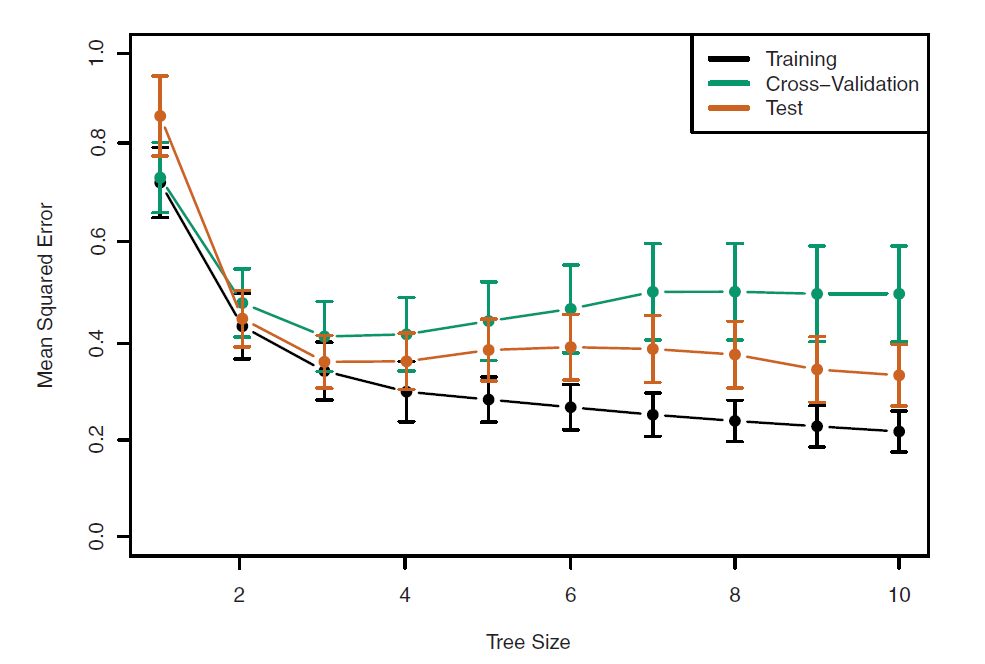 Training
Cross−Validation
Test
Mean Squared Error
1.0
0.8
0.6
0.4
0.2
0.0
2 4 6 8 10
Tree Size